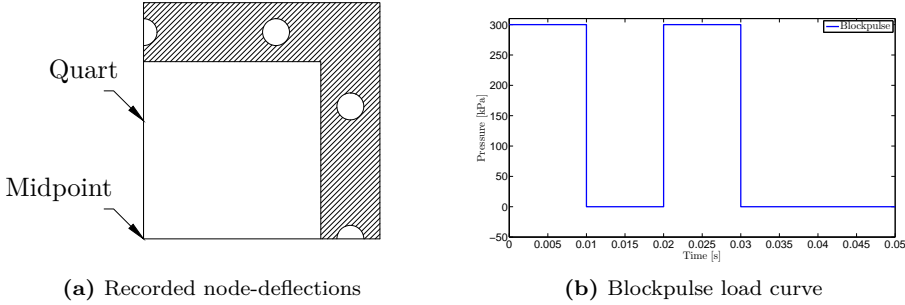 Quart
Midpoint
(a) Recorded node-deflections
Blockpulse
Pressure [kPa]
300
250
200
150
100
50
0
−50
0 0.005 0.01 0.015 0.02 0.025 0.03 0.035 0.04 0.045 0.05
Time [s]
(b) Blockpulse load curve